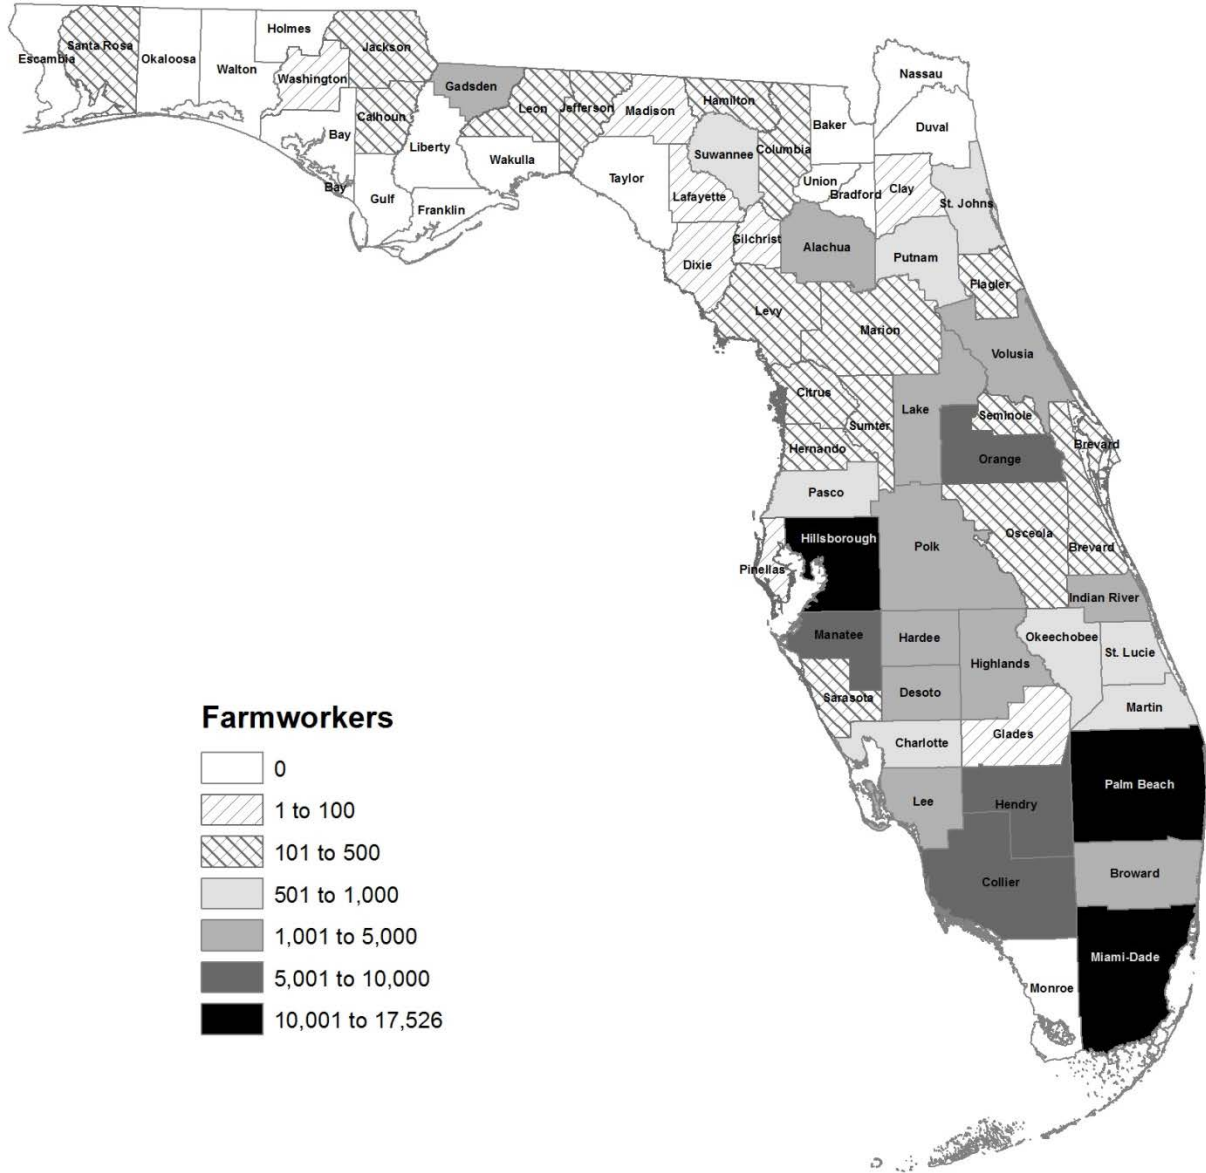 Holmes
Santa Rosa
Jackson
Escambia
Okaloosa
Walton
Washington
Gadsden
Nassau
Calhoun
Leon
Jefferson
Madison
Hamilton
Baker
Duval
Bay
Liberty
Wakulla
Suwannee
Columbia
Taylor
Union
Bradford
Clay
Bay
Gulf
Franklin
Lafayette
St. Johns
Gilchrist
Alachua
Putnam
Dixie
Flagler
Levy
Marion
Volusia
Citrus
Lake
Seminole
Sumter
Brevard
Hernando
Orange
Pasco
Hillsborough
Polk
Osceola
Brevard
Pinellas
Indian River
Manatee
Hardee
Okeechobee
St. Lucie
Highlands
Sarasota
Desoto
Martin
Charlotte
Glades
Palm Beach
Lee
Hendry
Collier
Broward
Miami-Dade
Monroe
Farmworkers
0
1 to 100
101 to 500
501 to 1,000
1,001 to 5,000
5,001 to 10,000
10,001 to 17,526